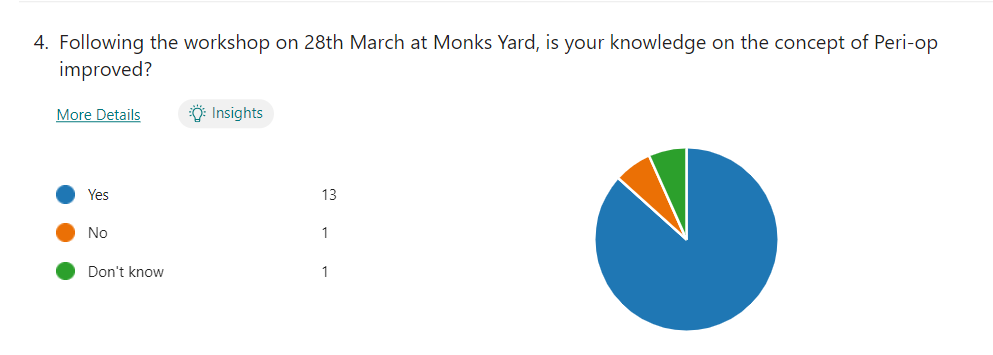 4. Following the workshop on 28th March at Monks Yard, is your knowledge on the concept of Peri-op
improved?
More Details
Insights
Yes 13
No 1
Don't know 1